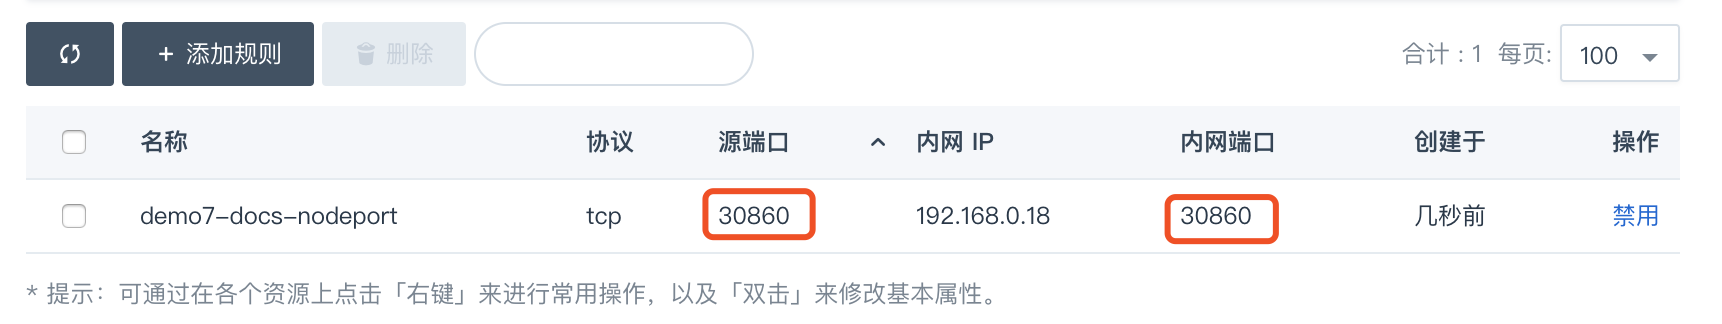 + 添加规则 删除 合计 : 1 每页: 100
名称 协议 源端口 内网 IP 内网端口 创建于 操作
demo7-docs-nodeport tcp 30860 192.168.0.18 30860 几秒前 禁用
* 提示：可通过在各个资源上点击「右键」来进行常用操作，以及「双击」来修改基本属性。